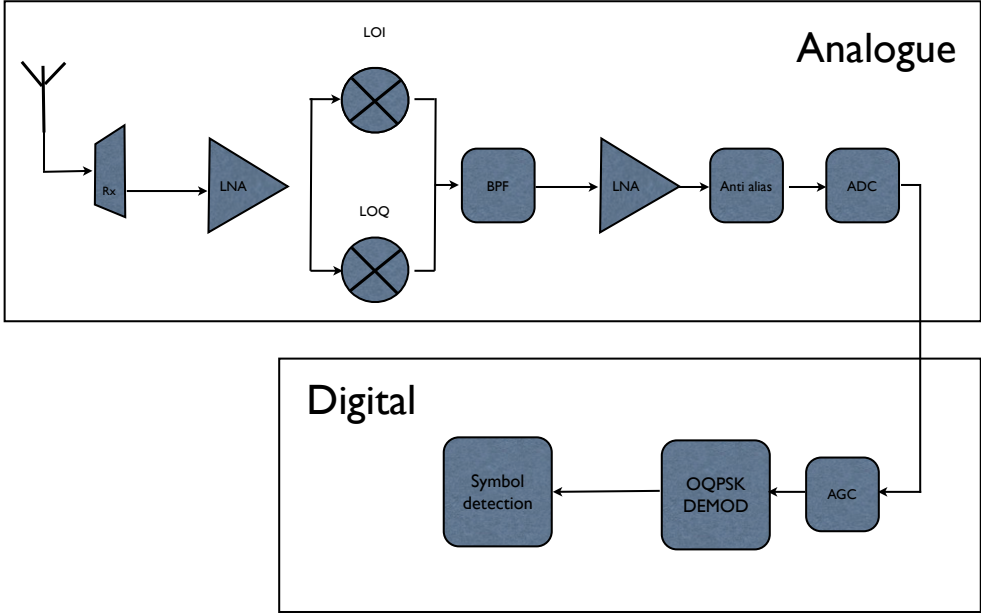 Analogue
LOI
Rx
LNA
LOQ
BPF
LNA
Anti alias
ADC
Digital
Symbol
detection
OQPSK
DEMOD
AGC